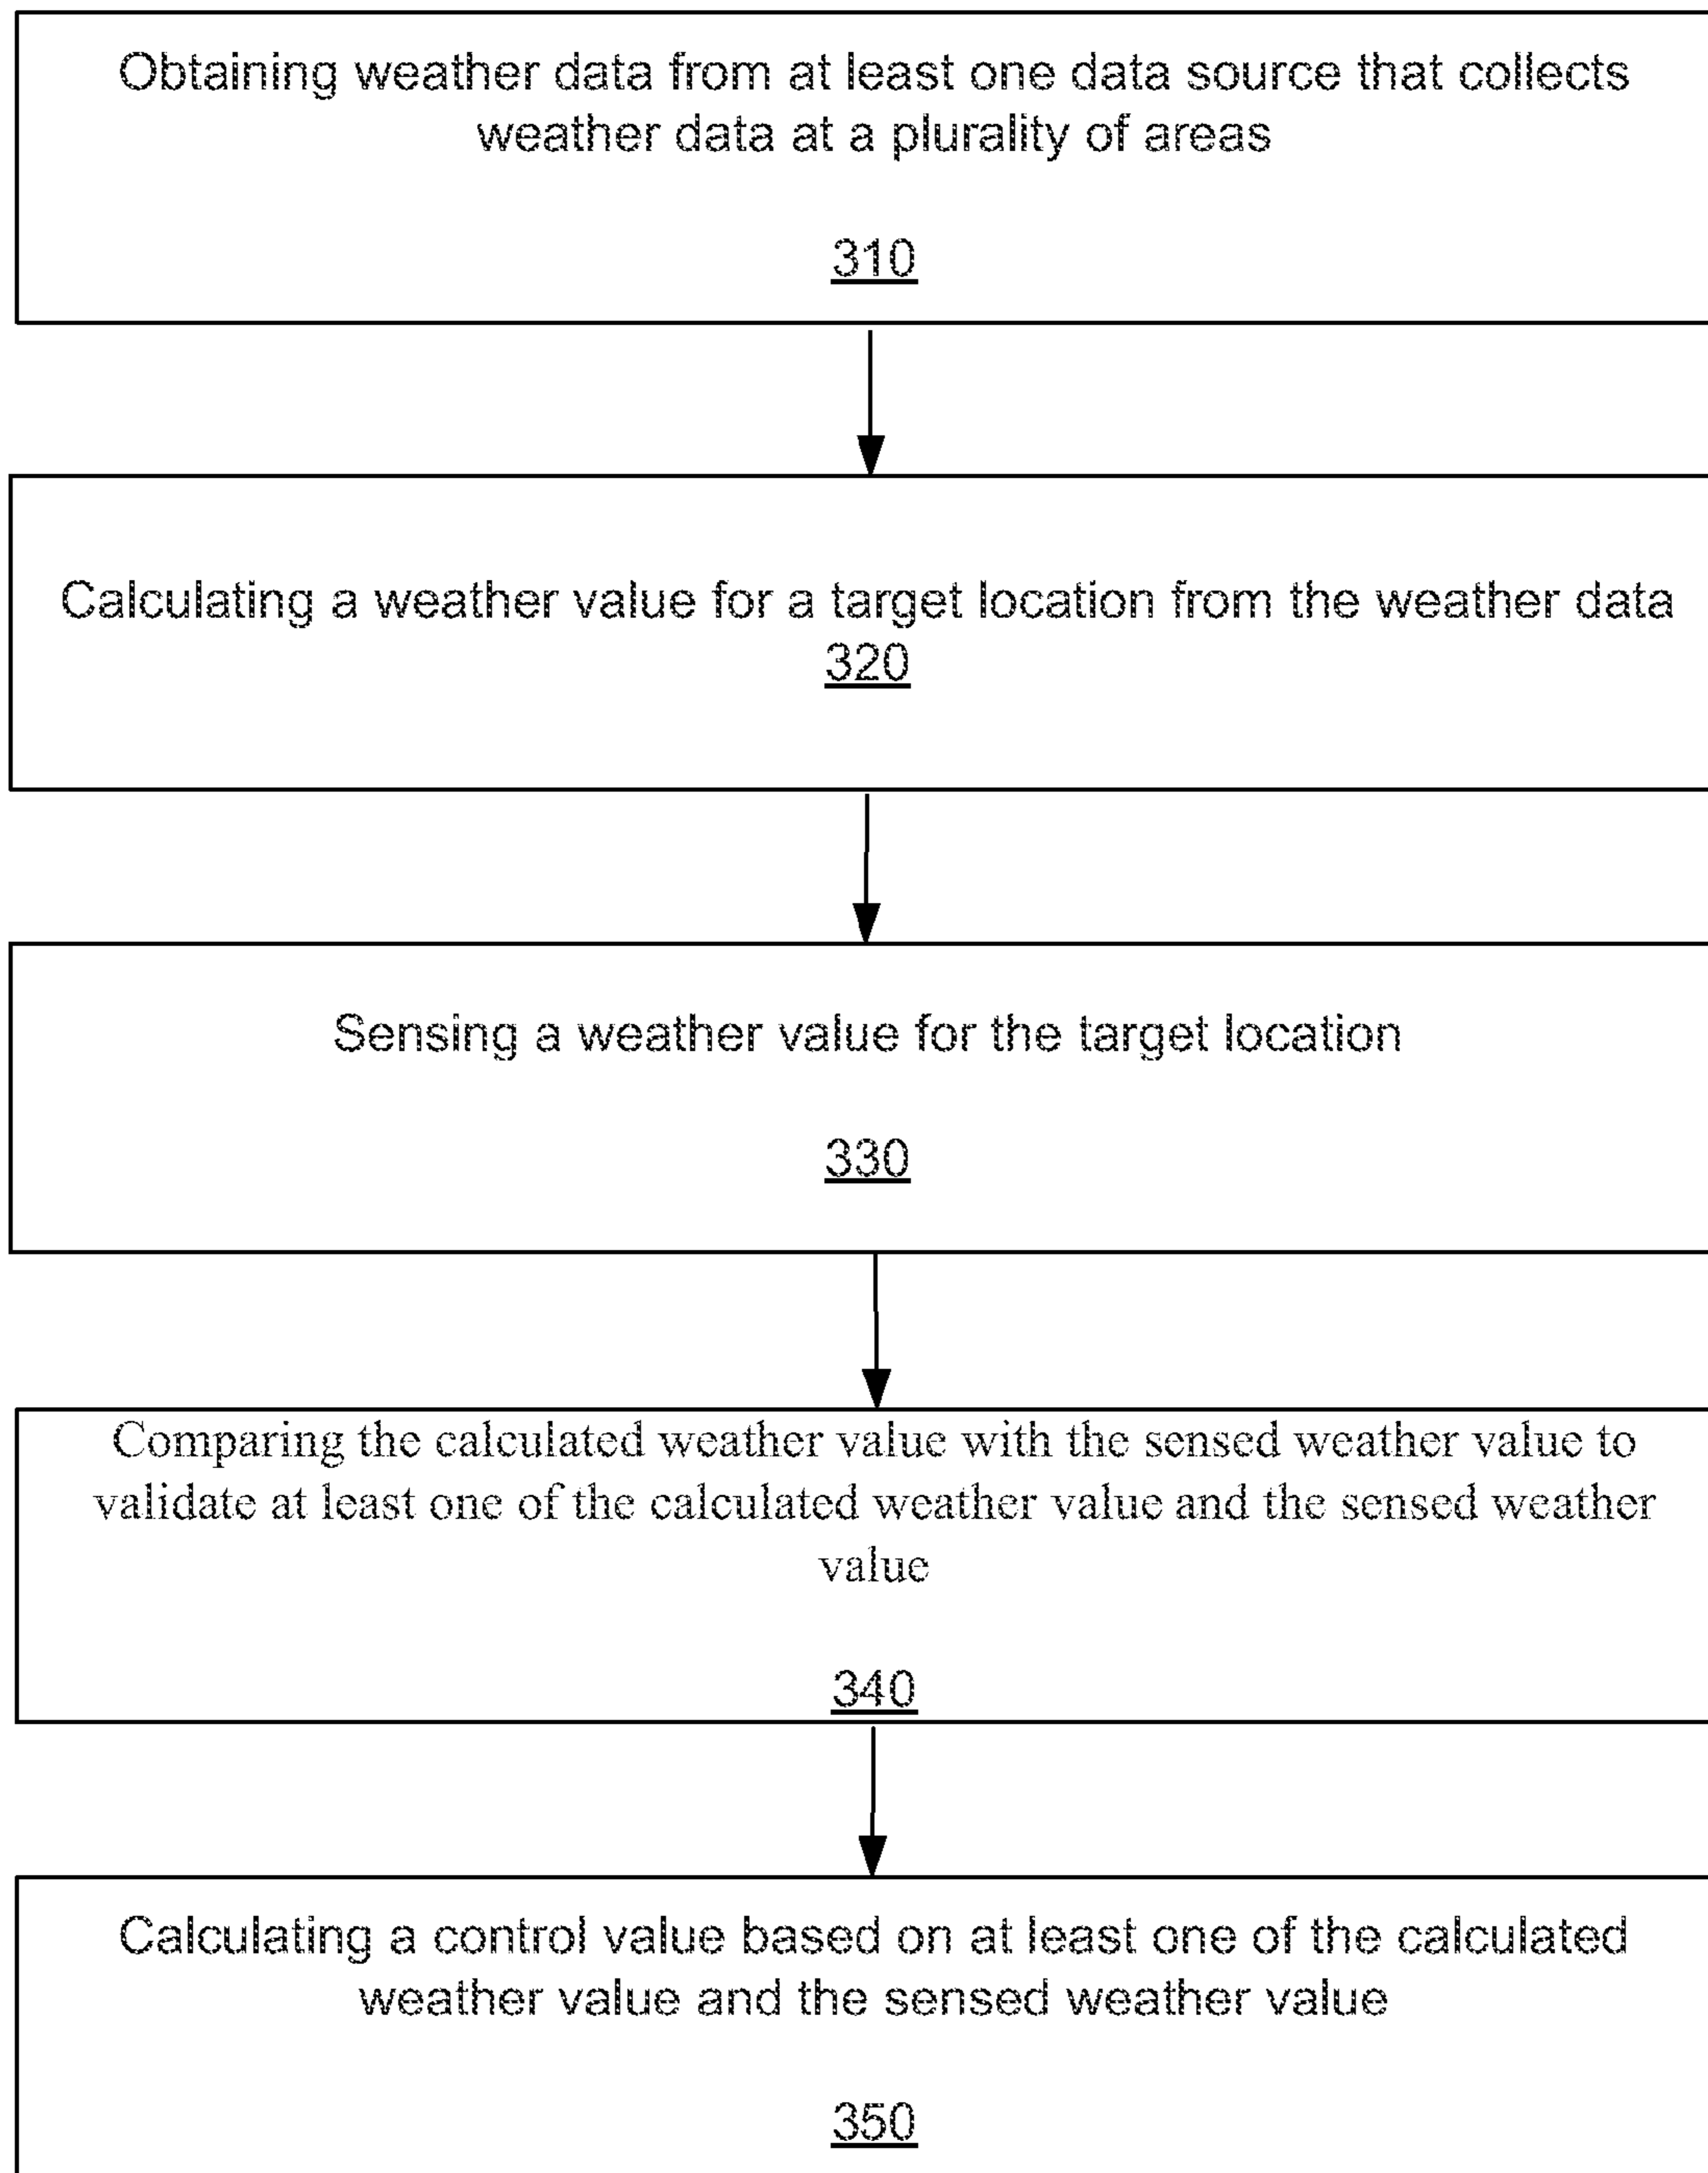 Obtaining weather data from at least one data source that collects
weather data at a plurality of areas
310
Calculating a weather value for a target location from the weather data
320
Sensing a weather value for the target location
330
Comparing the calculated weather value with the sensed weather value to
validate at least one of the calculated weather value and the sensed weather
value
340
Calculating a control value based on at least one of the calculated
weather value and the sensed weather value
350